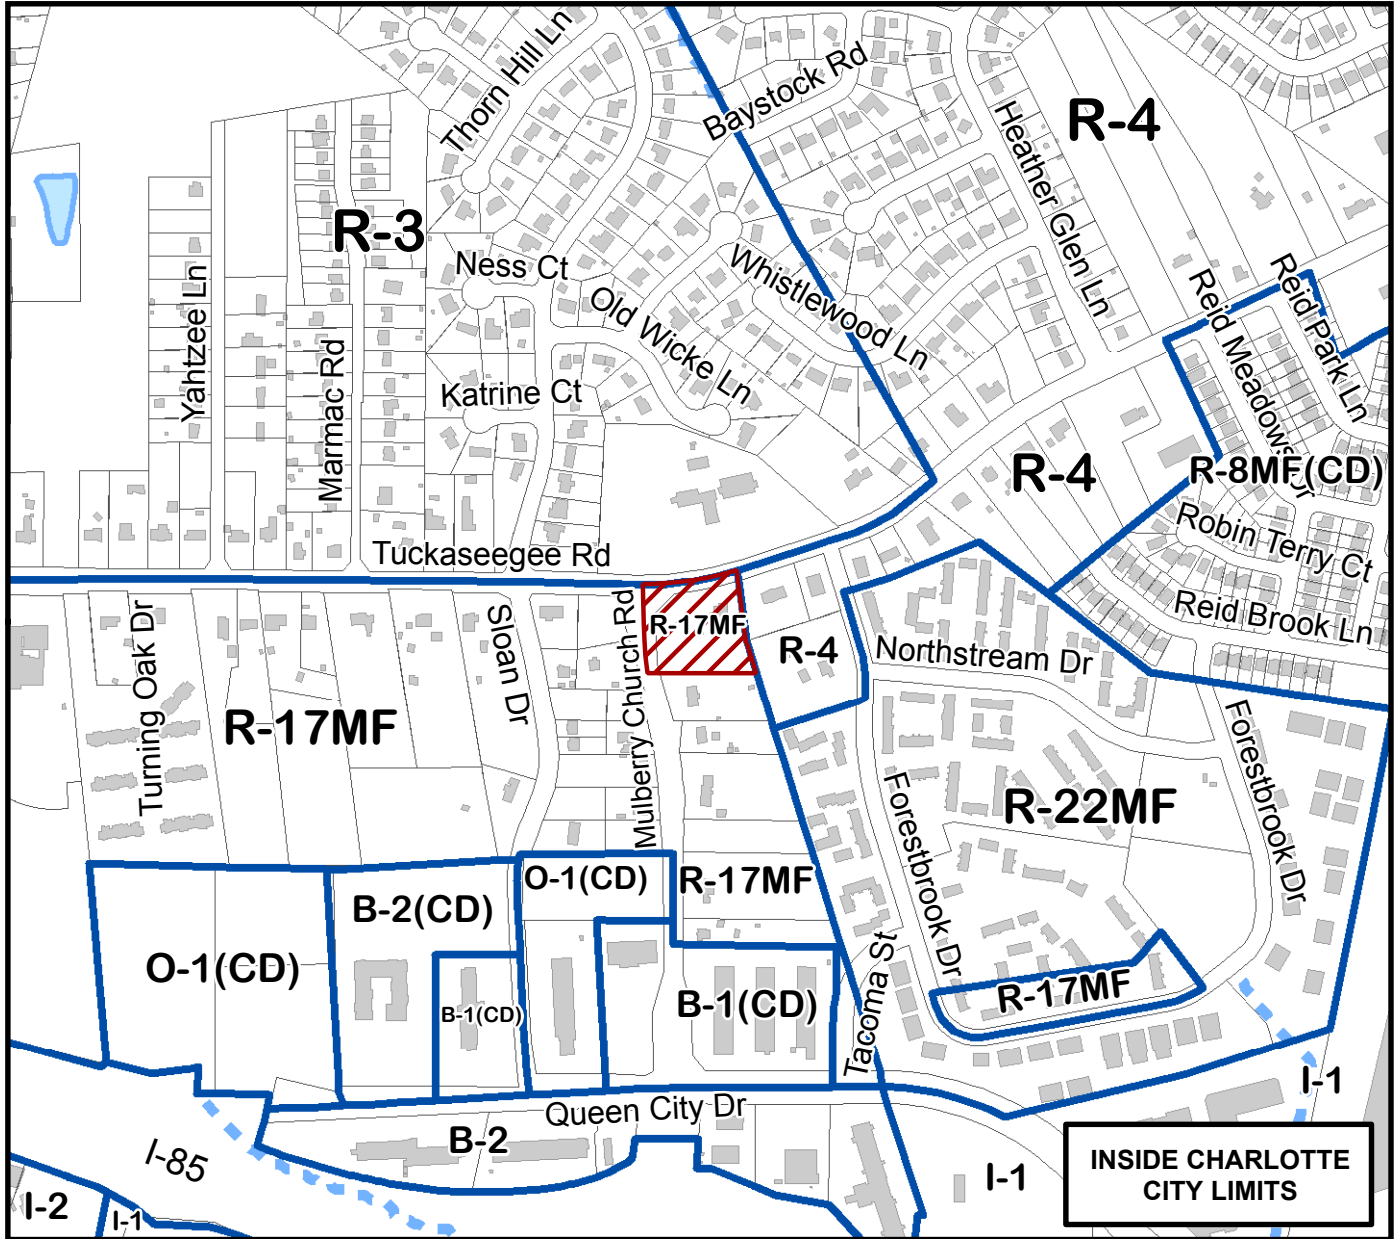 Thorn Hill Ln
Baystock Rd
R-4
Heather Glen Ln
R-3
Ness Ct
Whistlewood Ln
Old Wicke Ln
Yahtzee Ln
Marmac Rd
Katrine Ct
Reid Meadows Dr
Reid Park Ln
R-4
R-8MF(CD)
Robin Terry Ct
Reid Brook Ln
Tuckaseegee Rd
Turning Oak Dr
Sloan Dr
Mulberry Church Rd
R-17MF
R-4
Northstream Dr
R-17MF
Forestbrook Dr
R-22MF
Forestbrook Dr
O-1(CD)
R-17MF
B-2(CD)
O-1(CD)
B-1(CD)
B-1(CD)
Tacoma St
R-17MF
Queen City Dr
B-2
I-85
I-1
I-1
I-2
I-1
INSIDE CHARLOTTE
CITY LIMITS